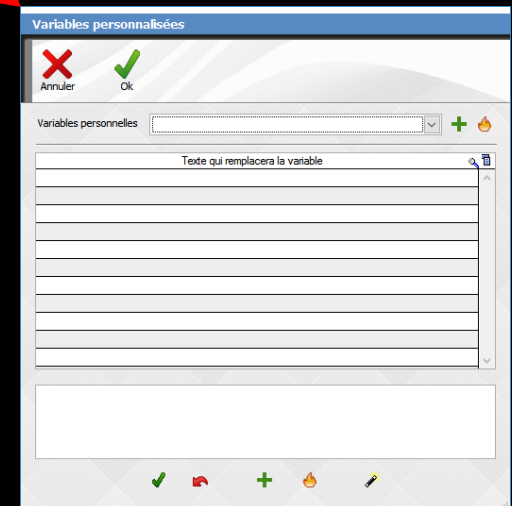 Variables personnalisées
Annuler
Ok
Variables personnelles
Texte qui remplacera la variable